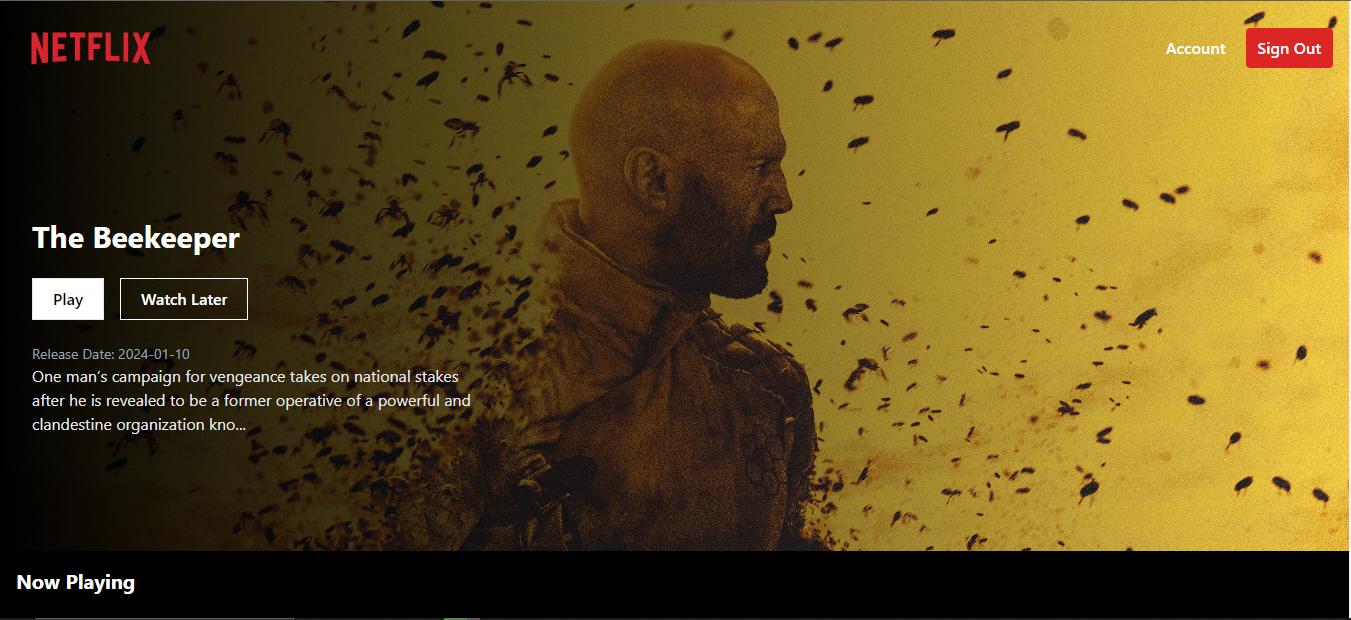 NETFLIX
Account
Sign Out
The Beekeeper
Play
Watch Later
Release Date: 2024-01-10
One man’s campaign for vengeance takes on national stakes
after he is revealed to be a former operative of a powerful and
clandestine organization kno...
Now Playing